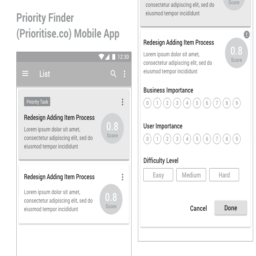 Priority Finder
(Prioritise.co) Mobile App
12:30
List
Priority Task
Redesign Adding Item Process
Lorem ipsum dolor sit amet,
consectetur adipiscing elit, sed do
eiusmod tempor incididunt
0.8
Score
Redesign Adding Item Process
Lorem ipsum dolor sit amet,
consectetur adipiscing elit, sed do
eiusmod tempor incididunt
0.8
Score
consectetur adipiscing elit, sed do
eiusmod tempor incididunt
Score
Redesign Adding Item Process
Lorem ipsum dolor sit amet,
consectetur adipiscing elit, sed do
eiusmod tempor incididunt
0.8
Score
Business Importance
0 1 2 3 4 5 6 7 8 9
User Importance
0 1 2 3 4 5 6 7 8 9
Difficulty Level
Easy Medium Hard
Cancel Done